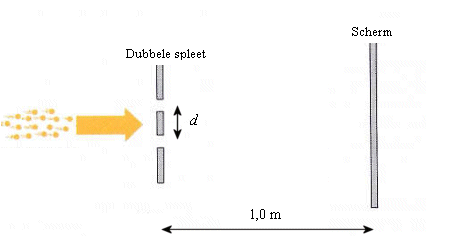 Scherm
Dubbele spleet
d
1,0 m